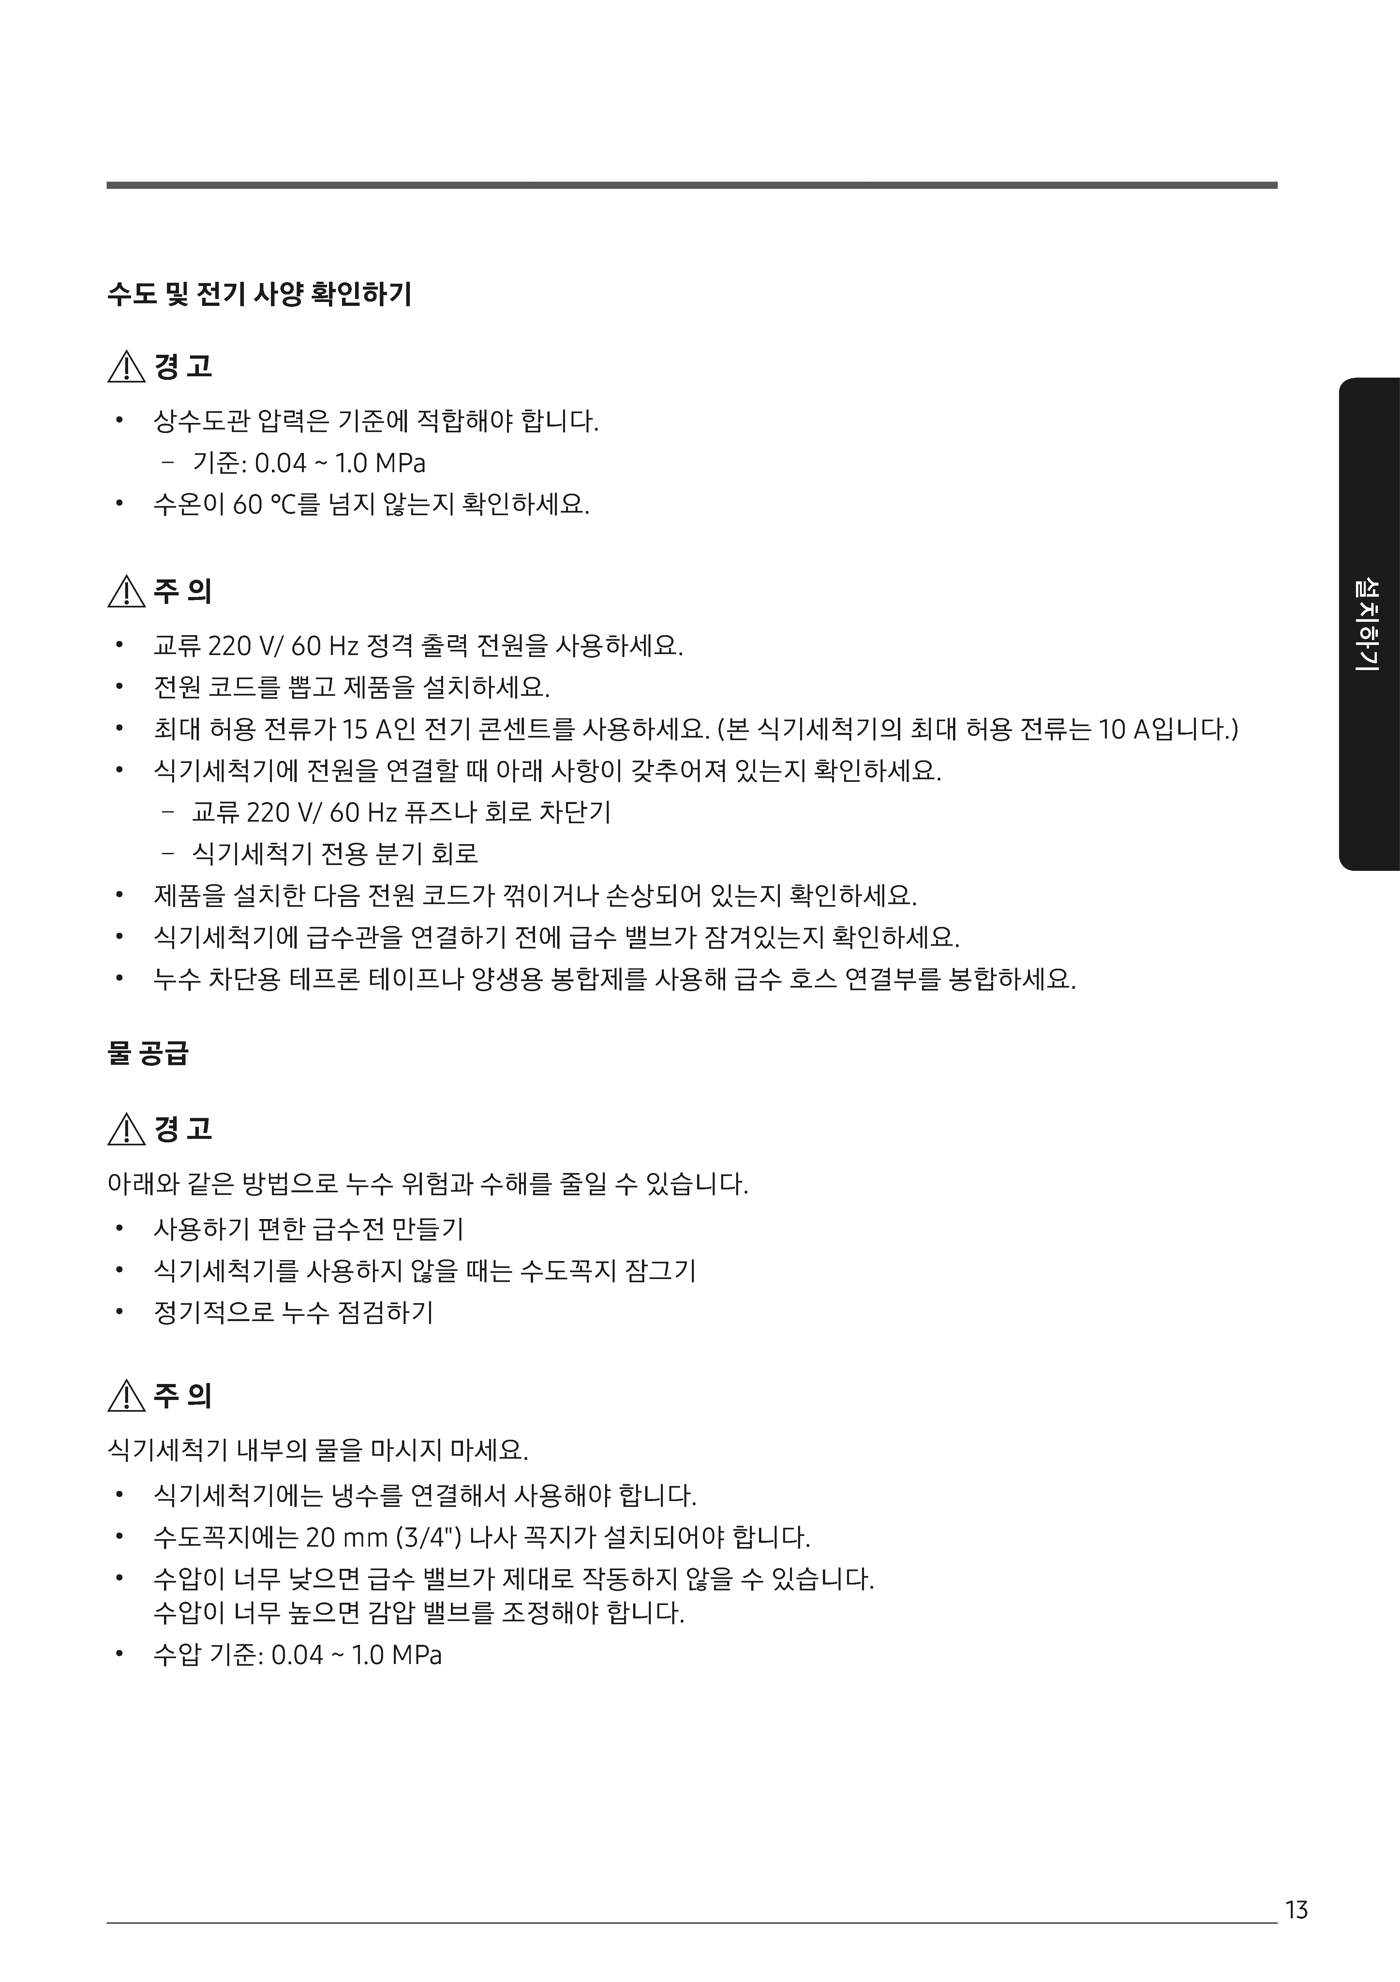 수도 및 전기 사양 확인하기
경 고
• 상수도관 압력은 기준에 적합해야 합니다.
– 기준: 0.04 ~ 1.0 MPa
• 수온이 60 °C를 넘지 않는지 확인하세요.
주 의
• 교류 220 V/ 60 Hz 정격 출력 전원을 사용하세요.
• 전원 코드를 뽑고 제품을 설치하세요.
• 최대 허용 전류가 15 A인 전기 콘센트를 사용하세요. (본 식기세척기의 최대 허용 전류는 10 A입니다.)
• 식기세척기에 전원을 연결할 때 아래 사항이 갖추어져 있는지 확인하세요.
– 교류 220 V/ 60 Hz 퓨즈나 회로 차단기
– 식기세척기 전용 분기 회로
• 제품을 설치한 다음 전원 코드가 꺾이거나 손상되어 있는지 확인하세요.
• 식기세척기에 급수관을 연결하기 전에 급수 밸브가 잠겨있는지 확인하세요.
• 누수 차단용 테프론 테이프나 양생용 봉합제를 사용해 급수 호스 연결부를 봉합하세요.
물 공급
경 고
아래와 같은 방법으로 누수 위험과 수해를 줄일 수 있습니다.
• 사용하기 편한 급수전 만들기
• 식기세척기를 사용하지 않을 때는 수도꼭지 잠그기
• 정기적으로 누수 점검하기
주 의
식기세척기 내부의 물을 마시지 마세요.
• 식기세척기에는 냉수를 연결해서 사용해야 합니다.
• 수도꼭지에는 20 mm (3/4") 나사 꼭지가 설치되어야 합니다.
• 수압이 너무 낮으면 급수 밸브가 제대로 작동하지 않을 수 있습니다.
수압이 너무 높으면 감압 밸브를 조정해야 합니다.
• 수압 기준: 0.04 ~ 1.0 MPa
설치하기
13